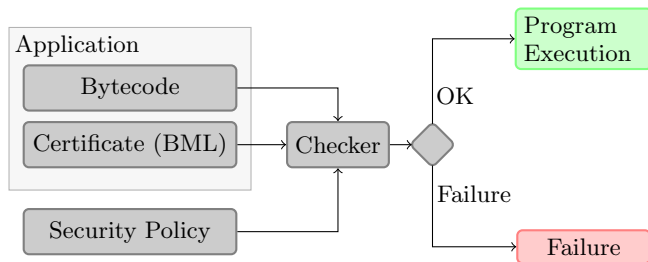 Application
Bytecode
Certificate (BML)
Security Policy
Checker
OK
Failure
Program
Execution
Failure